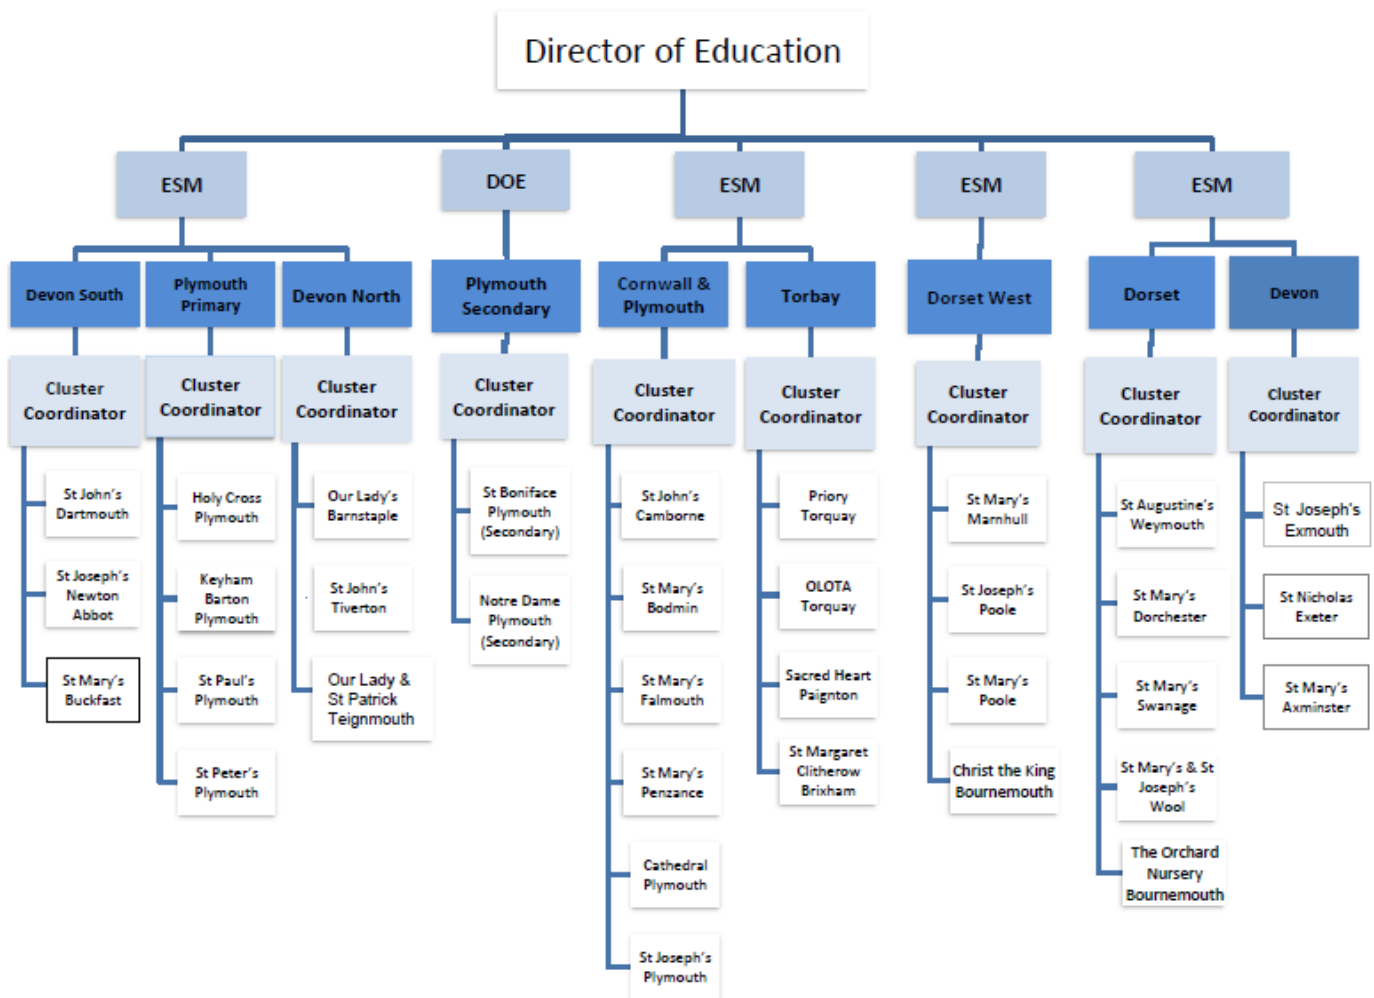 Director of Education
ESM
DOE
ESM
ESM
ESM
Devon South
Plymouth
Primary
Devon North
Plymouth
Secondary
Cornwall &
Plymouth
Torbay
Dorset West
Dorset
Devon
Cluster
Coordinator
Cluster
Coordinator
Cluster
Coordinator
Cluster
Coordinator
Cluster
Coordinator
Cluster
Coordinator
Cluster
Coordinator
Cluster
Coordinator
Cluster
Coordinator
St John's
Dartmouth
St Joseph's
Newton
Abbot
St Mary's
Buckfast
Holy Cross
Plymouth
Keyham
Barton
Plymouth
St Paul's
Plymouth
St Peter's
Plymouth
Our Lady's
Barnstaple
St John's
Tiverton
Our Lady &
St Patrick
Teignmouth
St Boniface
Plymouth
(Secondary)
Notre Dame
Plymouth
(Secondary)
St John's
Camborne
St Mary's
Bodmin
St Mary's
Falmouth
St Mary's
Penzance
Cathedral
Plymouth
St Joseph's
Plymouth
Priory
Torquay
OLOTA
Torquay
Sacred Heart
Paignton
St Margaret
Clitherow
Brixham
St Mary's
Marnhull
St Joseph's
Poole
St Mary's
Poole
Christ the King
Bournemouth
St Augustine's
Weymouth
St Mary's
Dorchester
St Mary's
Swanage
St Mary's & St
Joseph's
Wool
The Orchard
Nursery
Bournemouth
St Joseph's
Exmouth
St Nicholas
Exeter
St Mary's
Axminster